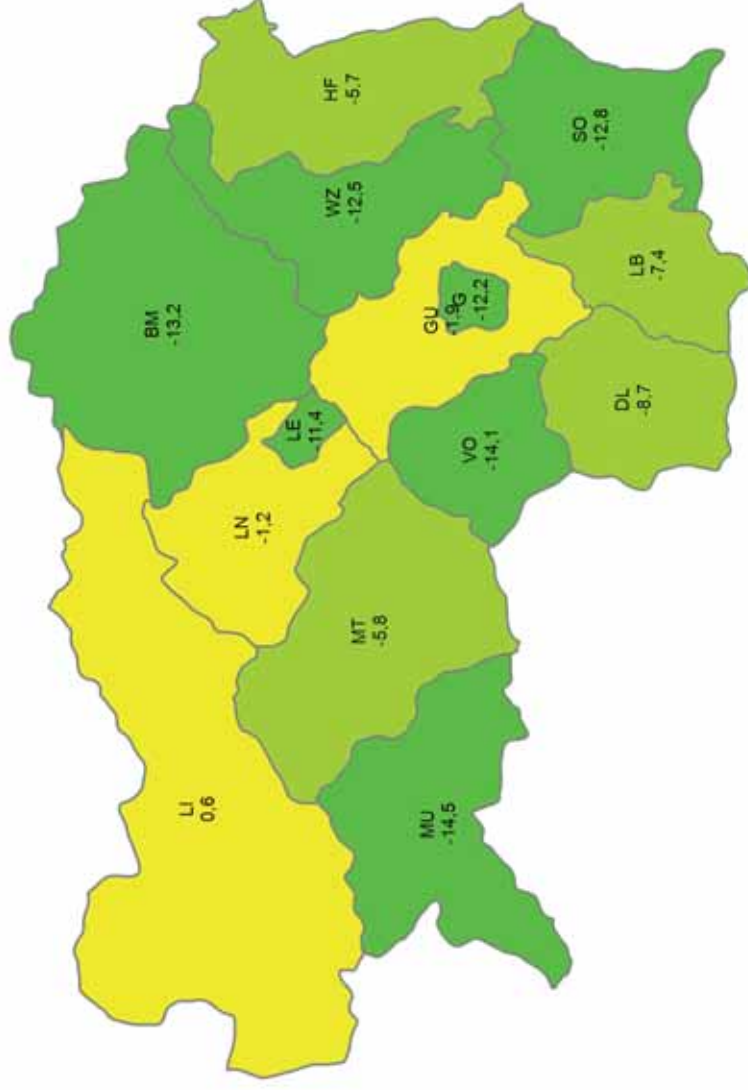 LI
0,6
BM
-13,2
LN
-1,2
LE
-11,4
WZ
-12,5
HF
-5,7
MT
-5,8
GU
-1,9
G
-12,2
MU
-14,5
VO
-14,1
SO
-12,8
DL
-8,7
LB
-7,4